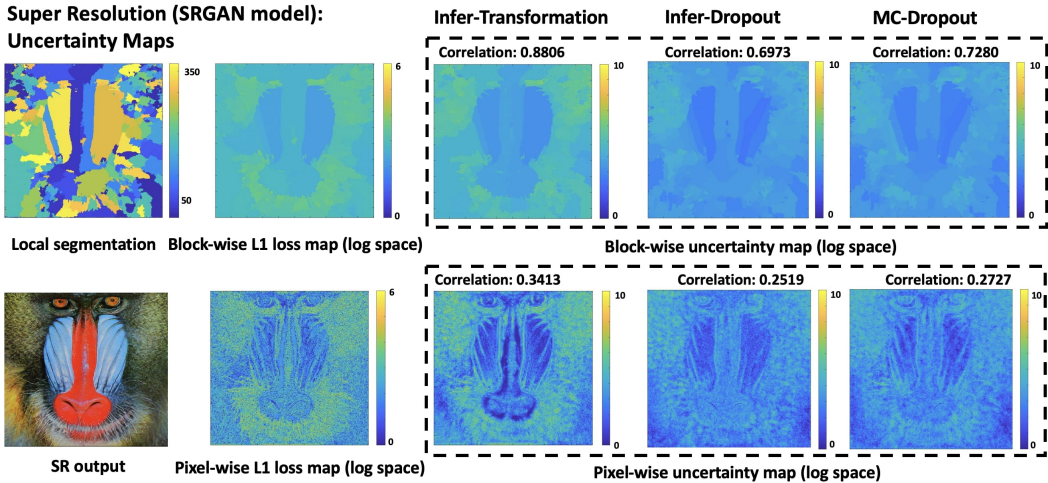 Super Resolution (SRGAN model):
Uncertainty Maps
Infer-Transformation
Infer-Dropout
MC-Dropout
Correlation: 0.8806
Correlation: 0.6973
Correlation: 0.7280
350
50
6
0
10
0
10
0
10
0
Local segmentation
Block-wise L1 loss map (log space)
Block-wise uncertainty map (log space)
Correlation: 0.3413
Correlation: 0.2519
Correlation: 0.2727
6
0
10
0
10
0
10
0
SR output
Pixel-wise L1 loss map (log space)
Pixel-wise uncertainty map (log space)